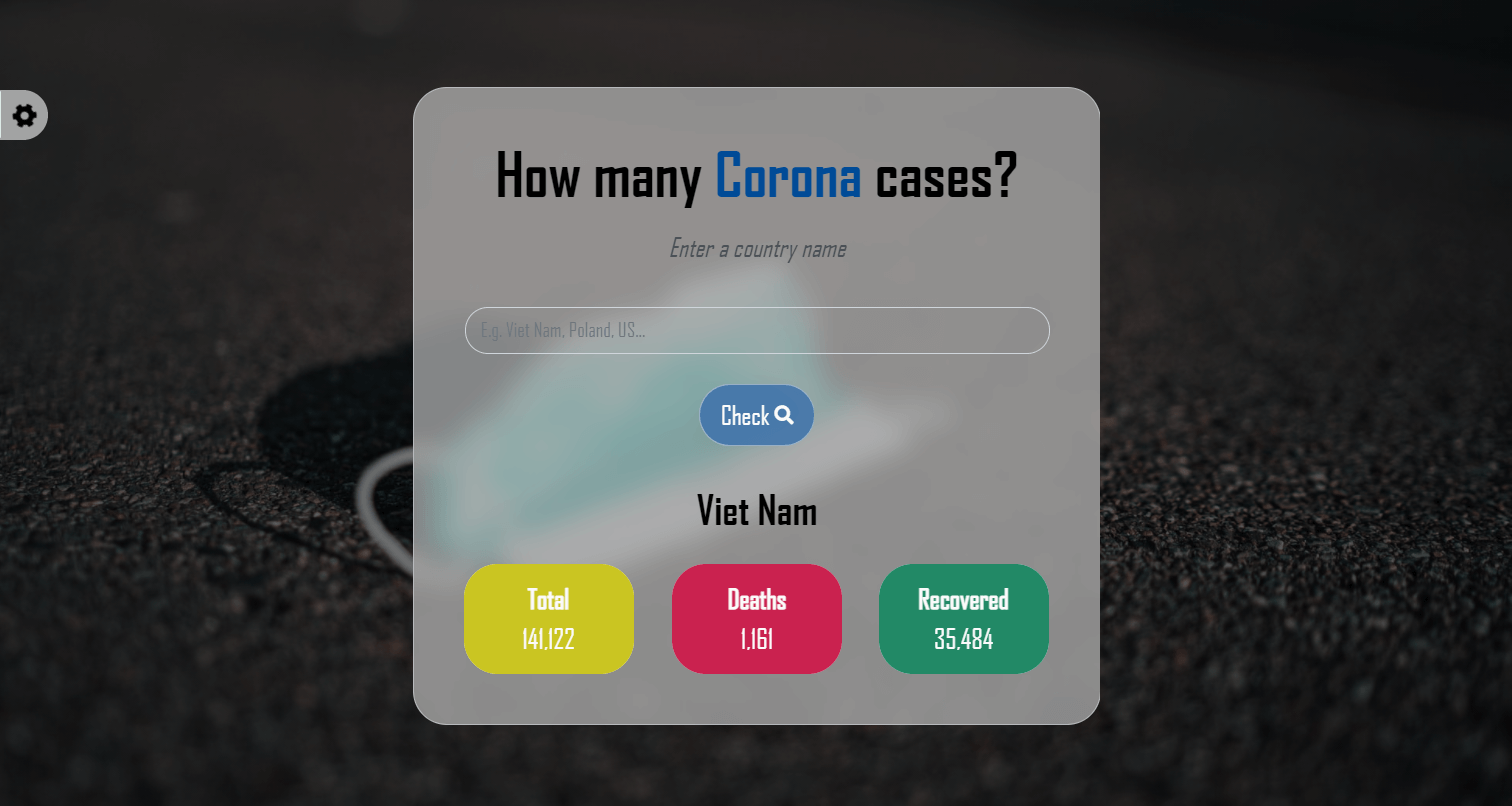 How many Corona cases?
Enter a country name
E.g. Viet Nam, Poland, US...
Check
Viet Nam
Total
141,122
Deaths
1,161
Recovered
35,484